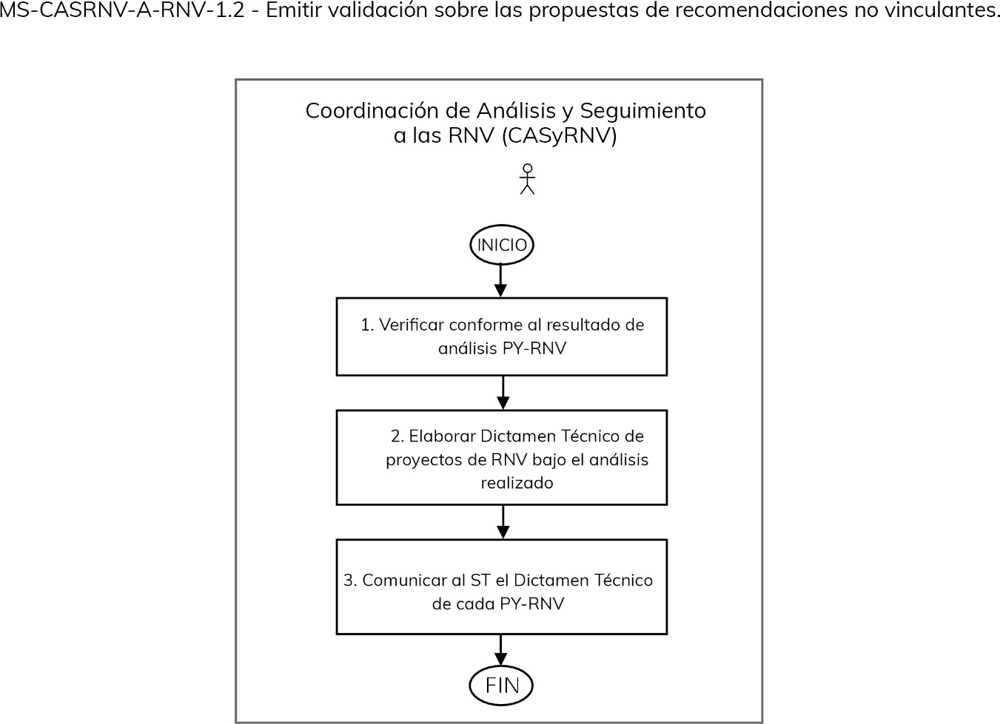 MS-CASRNV-A-RNV-1.2 - Emitir validación sobre las propuestas de recomendaciones no vinculantes.
Coordinación de Análisis y Seguimiento
a las RNV (CASyRNV)
INICIO
1. Verificar conforme al resultado de
análisis PY-RNV
2. Elaborar Dictamen Técnico de
proyectos de RNV bajo el análisis
realizado
3. Comunicar al ST el Dictamen Técnico
de cada PY-RNV
FIN